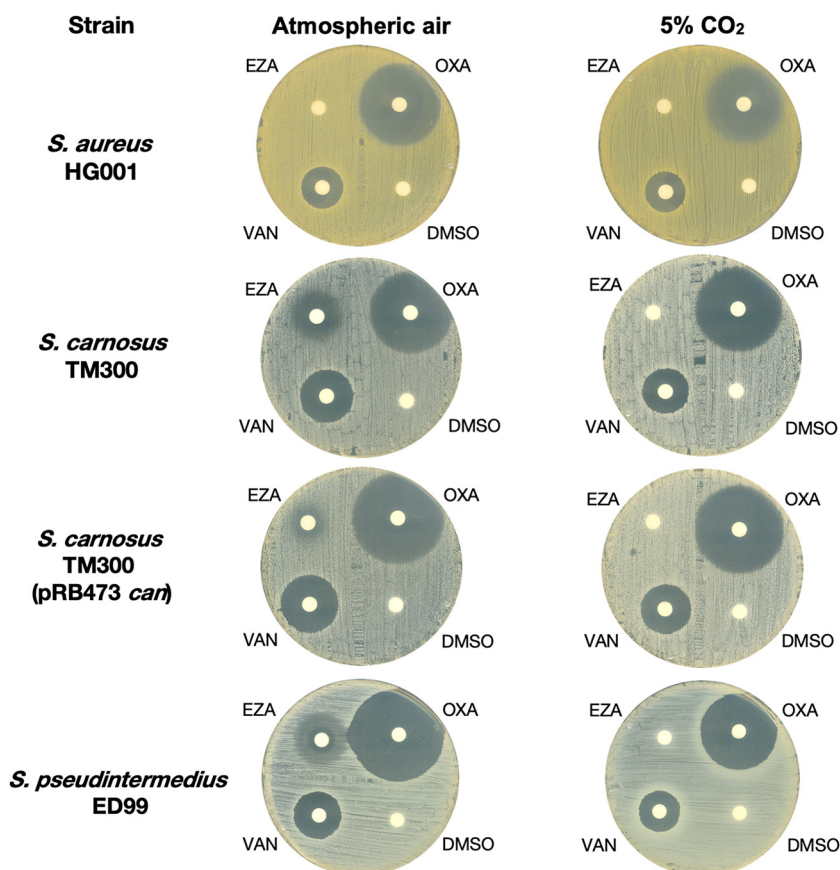 Strain Atmospheric air 5% CO₂
EZA OXA EZA OXA
S. aureus
HG001
VAN DMSO VAN DMSO
EZA OXA EZA OXA
S. carnosus
TM300
VAN DMSO VAN DMSO
EZA OXA EZA OXA
S. carnosus
TM300
(pRB473 can)
VAN DMSO VAN DMSO
EZA OXA EZA OXA
S. pseudintermedius
ED99
VAN DMSO VAN DMSO